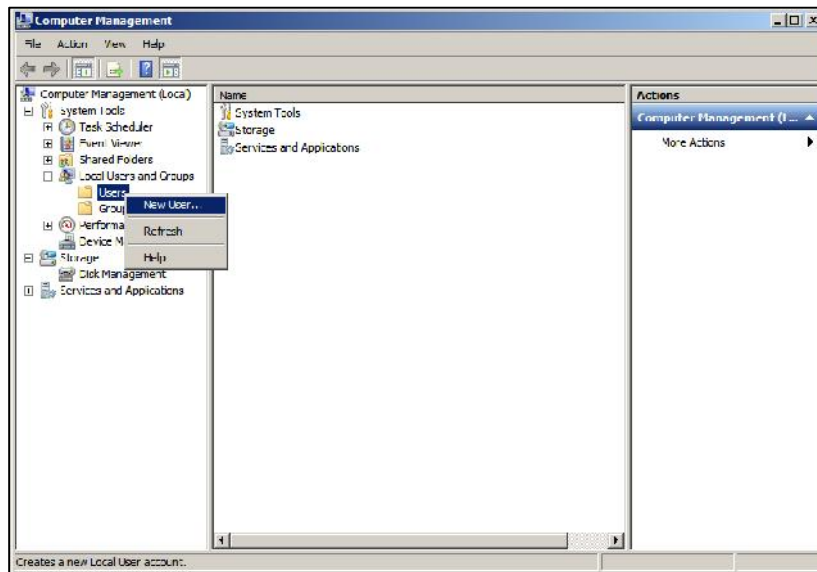 Computer Management
File Action View Help
Computer Management (Local)
System Tools
Task Scheduler
Event Viewer
Shared Folders
Local Users and Groups
Users
Group
Performa
Device M
Storage
Disk Management
Services and Applications
New User...
Refresh
Help
Name
System Tools
Storage
Services and Applications
Actions
Computer Management (L...
More Actions
Creates a new Local User account.